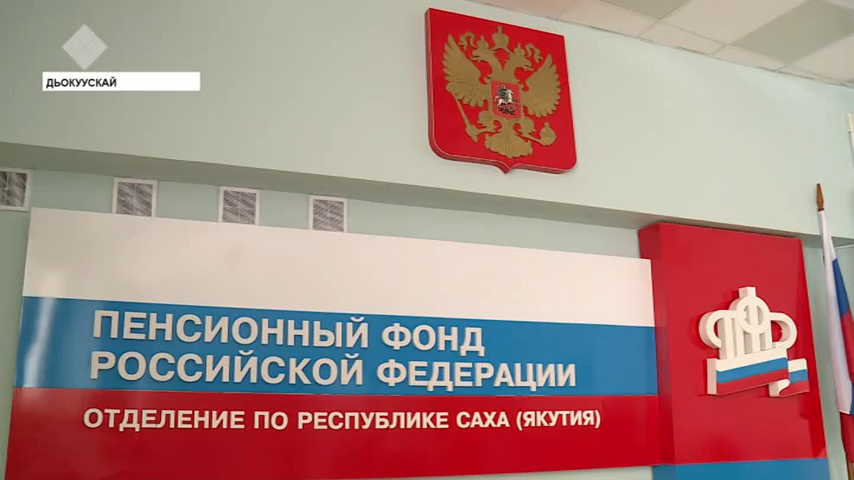 ДЬОКУУСКАЙ
ПЕНСИОННЫЙ ФОНД
РОССИЙСКОЙ ФЕДЕРАЦИИ
ОТДЕЛЕНИЕ ПО РЕСПУБЛИКЕ САХА (ЯКУТИЯ)